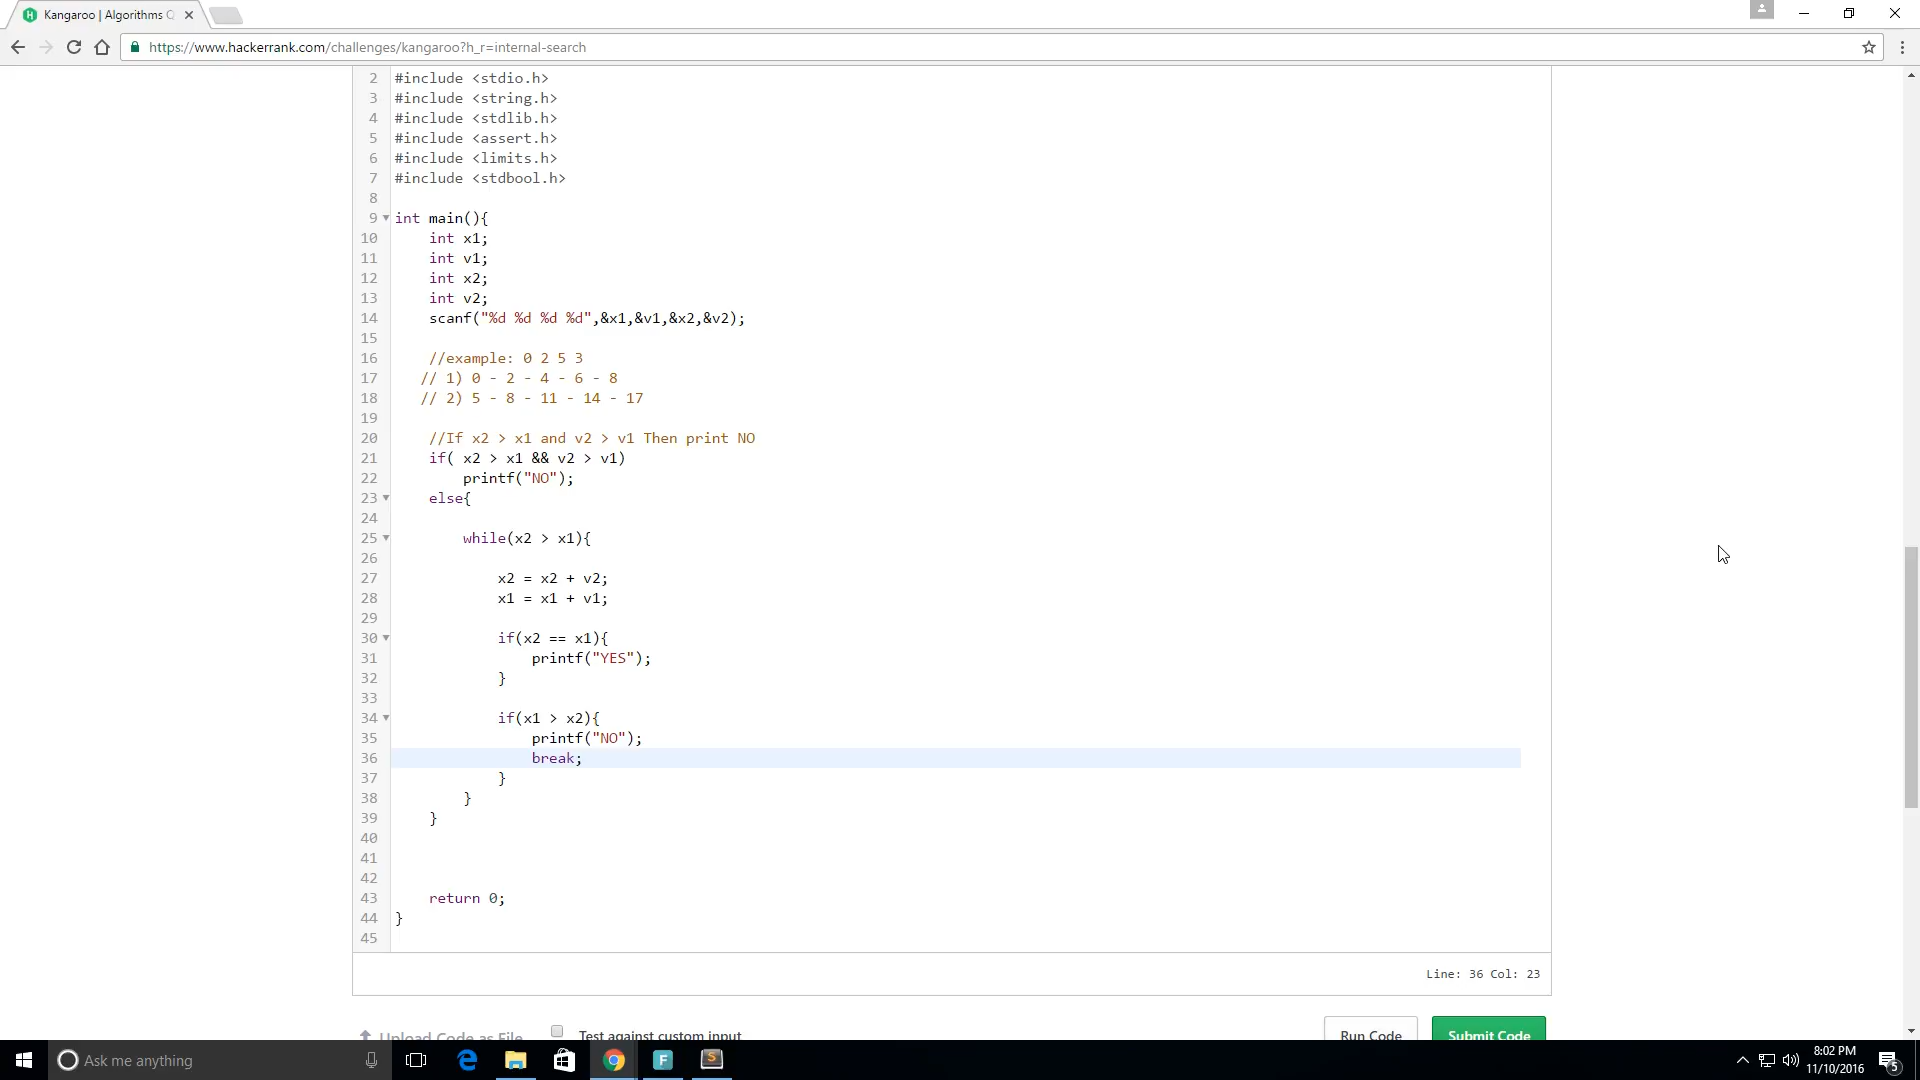 Kangaroo | Algorithms Q
https://www.hackerrank.com/challenges/kangaroo?h_r=internal-search
2 #include <stdio.h>
3 #include <string.h>
4 #include <stdlib.h>
5 #include <assert.h>
6 #include <limits.h>
7 #include <stdbool.h>
8
9 int main(){
10 int x1;
11 int v1;
12 int x2;
13 int v2;
14 scanf("%d %d %d %d",&x1,&v1,&x2,&v2);
15
16 //example: 0 2 5 3
17 // 1) 0 - 2 - 4 - 6 - 8
18 // 2) 5 - 8 - 11 - 14 - 17
19
20 //If x2 > x1 and v2 > v1 Then print NO
21 if( x2 > x1 && v2 > v1)
22 printf("NO");
23 else{
24
25 while(x2 > x1){
26
27 x2 = x2 + v2;
28 x1 = x1 + v1;
29
30 if(x2 == x1){
31 printf("YES");
32 }
33
34 if(x1 > x2){
35 printf("NO");
36 break;
37 }
38 }
39 }
40
41
42
43 return 0;
44 }
45
Line: 36 Col: 23
Upload Code as File Test against custom input Run Code Submit Code
Ask me anything
8:02 PM
11/10/2016
5